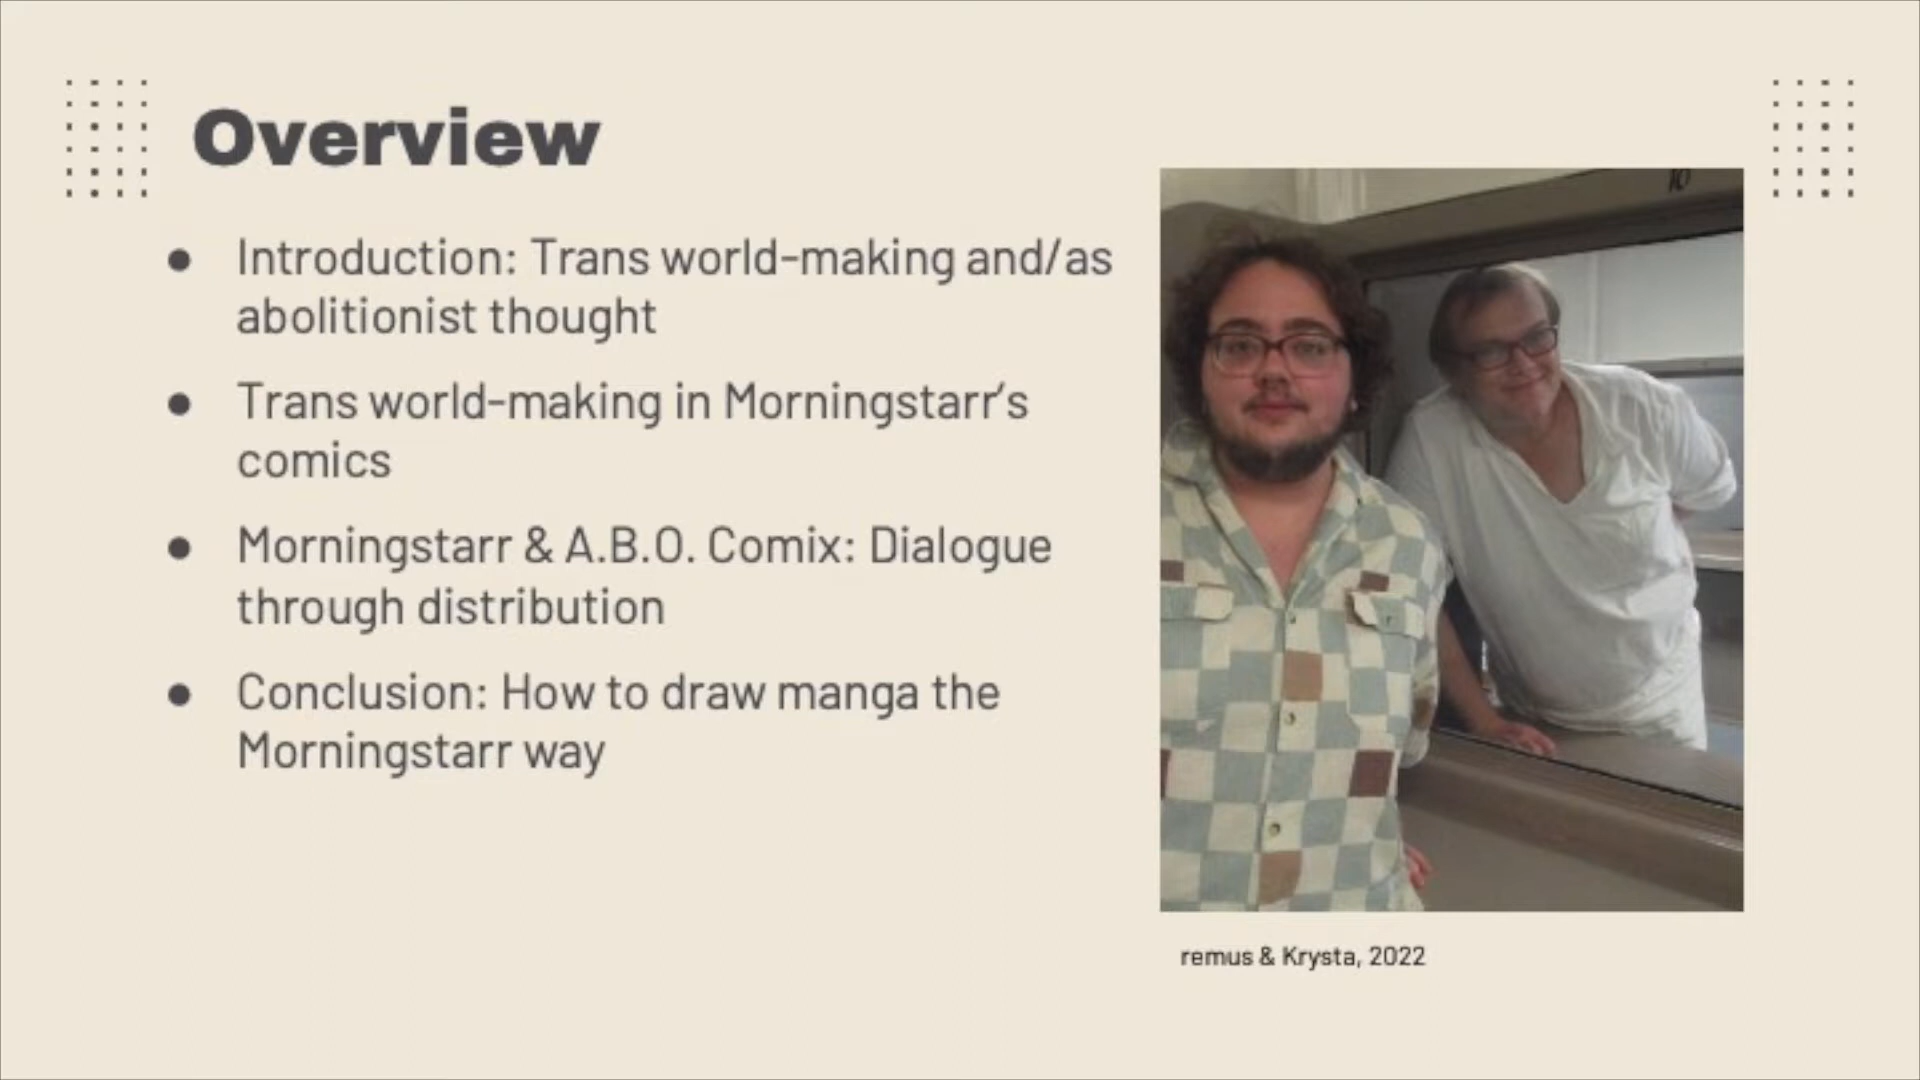 Overview
● Introduction: Trans world-making and/as
abolitionist thought
● Trans world-making in Morningstarr's
comics
● Morningstarr & A.B.O. Comix: Dialogue
through distribution
● Conclusion: How to draw manga the
Morningstarr way
10
remus & Krysta, 2022